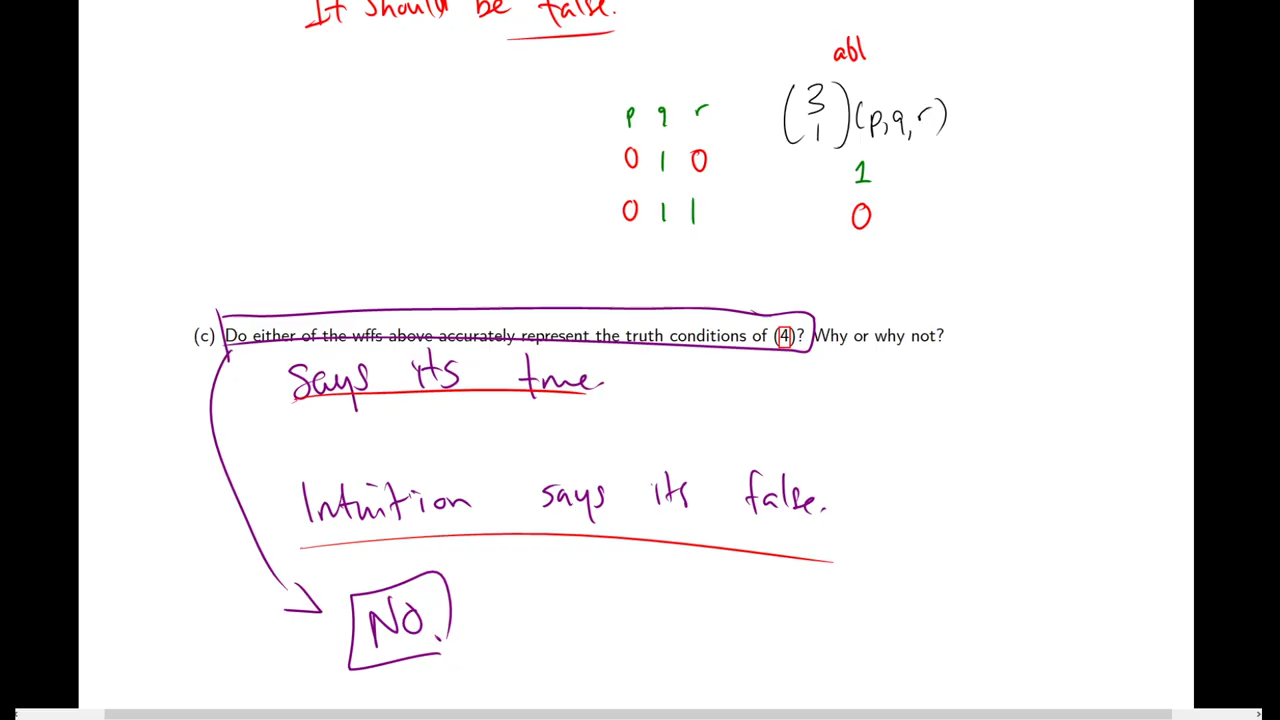 It should be false.
abl
p q r (3 1)(p,q,r)
0 1 0 1
0 1 1 0
(c) Do either of the wffs above accurately represent the truth conditions of (4)? Why or why not?
says its true
Intuition says its false.
NO.